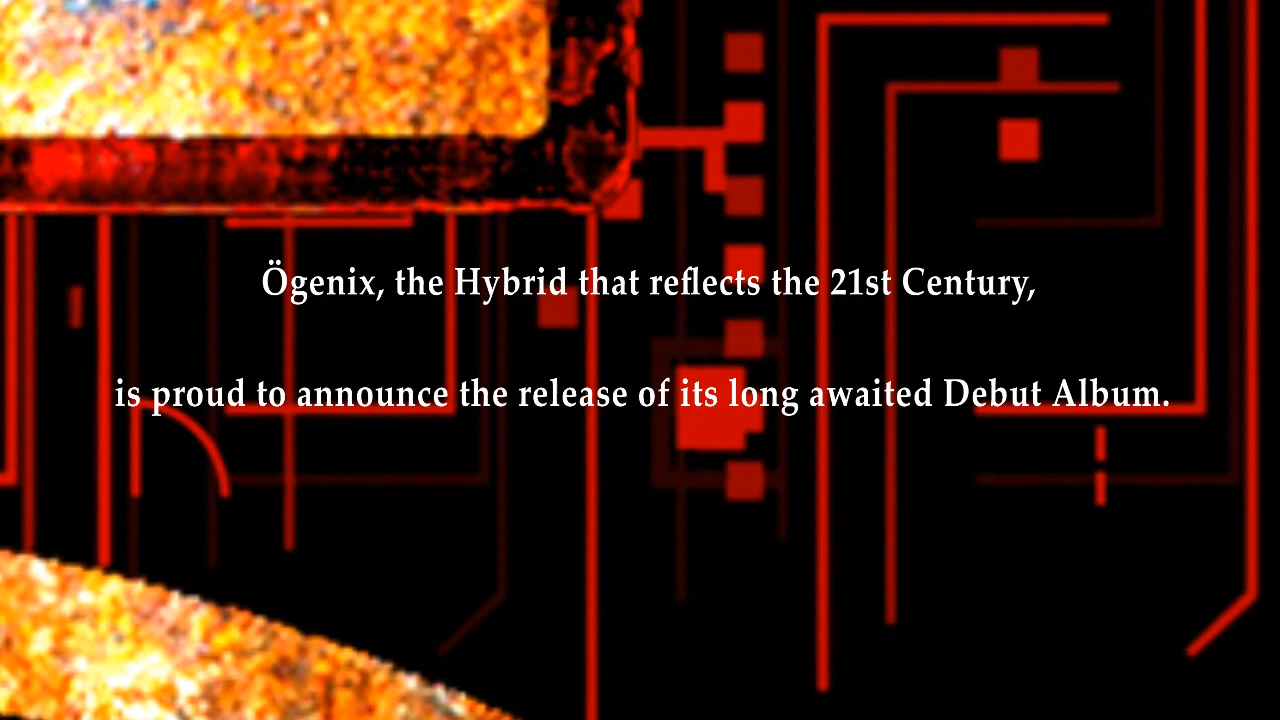 Ögenix, the Hybrid that reflects the 21st Century,
is proud to announce the release of its long awaited Debut Album.